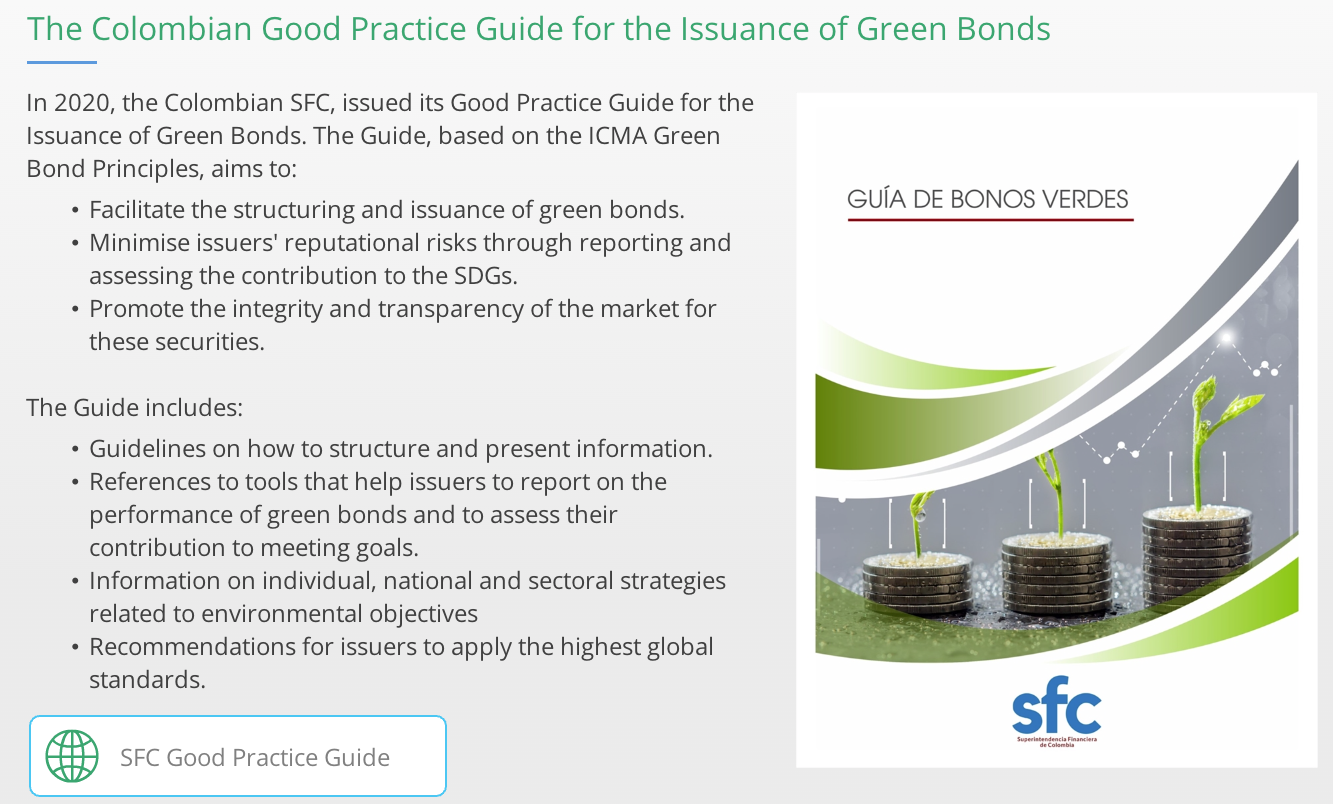 The Colombian Good Practice Guide for the Issuance of Green Bonds
In 2020, the Colombian SFC, issued its Good Practice Guide for the
Issuance of Green Bonds. The Guide, based on the ICMA Green
Bond Principles, aims to:
• Facilitate the structuring and issuance of green bonds.
• Minimise issuers' reputational risks through reporting and
assessing the contribution to the SDGs.
• Promote the integrity and transparency of the market for
these securities.
The Guide includes:
• Guidelines on how to structure and present information.
• References to tools that help issuers to report on the
performance of green bonds and to assess their
contribution to meeting goals.
• Information on individual, national and sectoral strategies
related to environmental objectives
• Recommendations for issuers to apply the highest global
standards.
SFC Good Practice Guide
GUÍA DE BONOS VERDES
sfc
Superintendencia Financiera
de Colombia